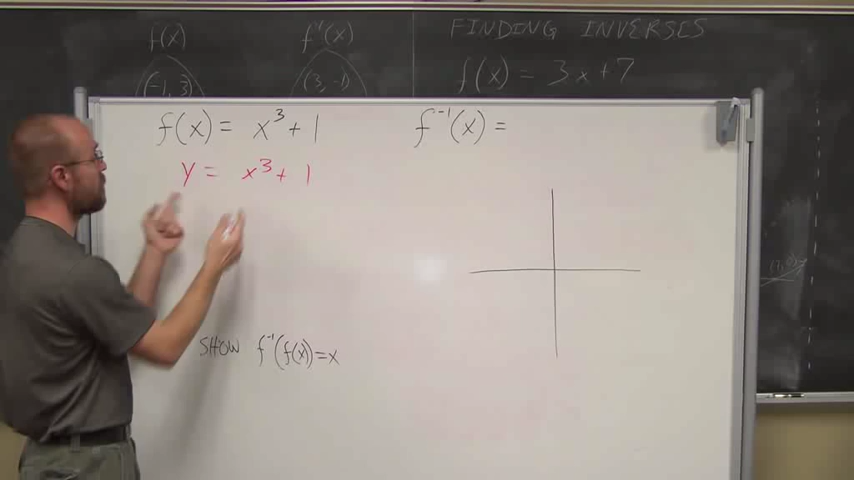 f(x) f⁻¹(x) FINDING INVERSES
(-1, 3) (3, -1) f(x) = 3x+7
f(x) = x³ + 1 f⁻¹(x) =
y = x³ + 1
SHOW f⁻¹(f(x)) = x